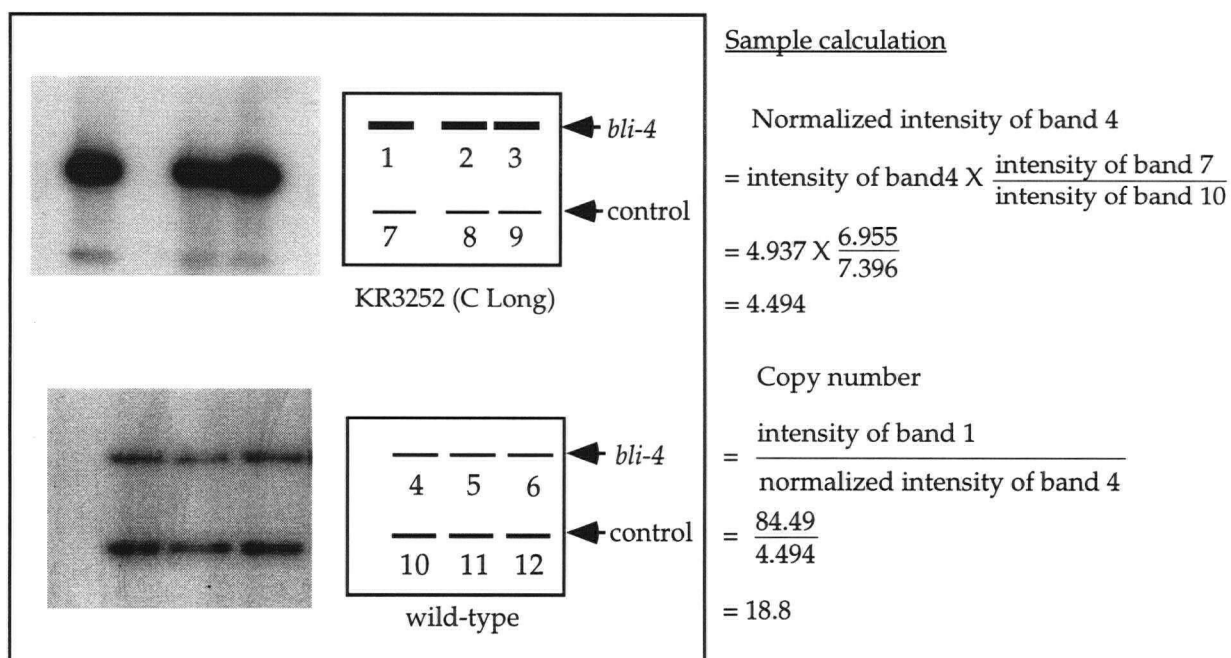 bli-4
1 2 3
control
7 8 9
KR3252 (C Long)
bli-4
4 5 6
control
10 11 12
wild-type
Sample calculation
Normalized intensity of band 4
= intensity of band4 X intensity of band 7
intensity of band 10
= 4.937 X 6.955
7.396
= 4.494
Copy number
= intensity of band 1
normalized intensity of band 4
= 84.49
4.494
= 18.8